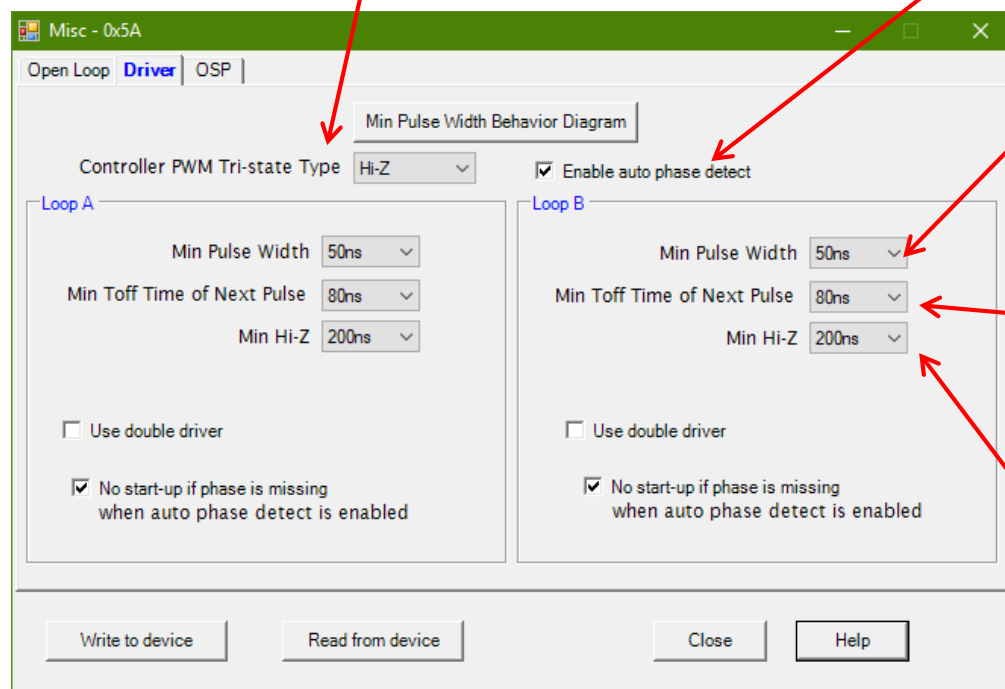 Misc - 0x5A
Open Loop Driver OSP
Min Pulse Width Behavior Diagram
Controller PWM Tri-state Type Hi-Z
Enable auto phase detect
Loop A
Min Pulse Width 50ns
Min Toff Time of Next Pulse 80ns
Min Hi-Z 200ns
Use double driver
No start-up if phase is missing
when auto phase detect is enabled
Loop B
Min Pulse Width 50ns
Min Toff Time of Next Pulse 80ns
Min Hi-Z 200ns
Use double driver
No start-up if phase is missing
when auto phase detect is enabled
Write to device Read from device Close Help